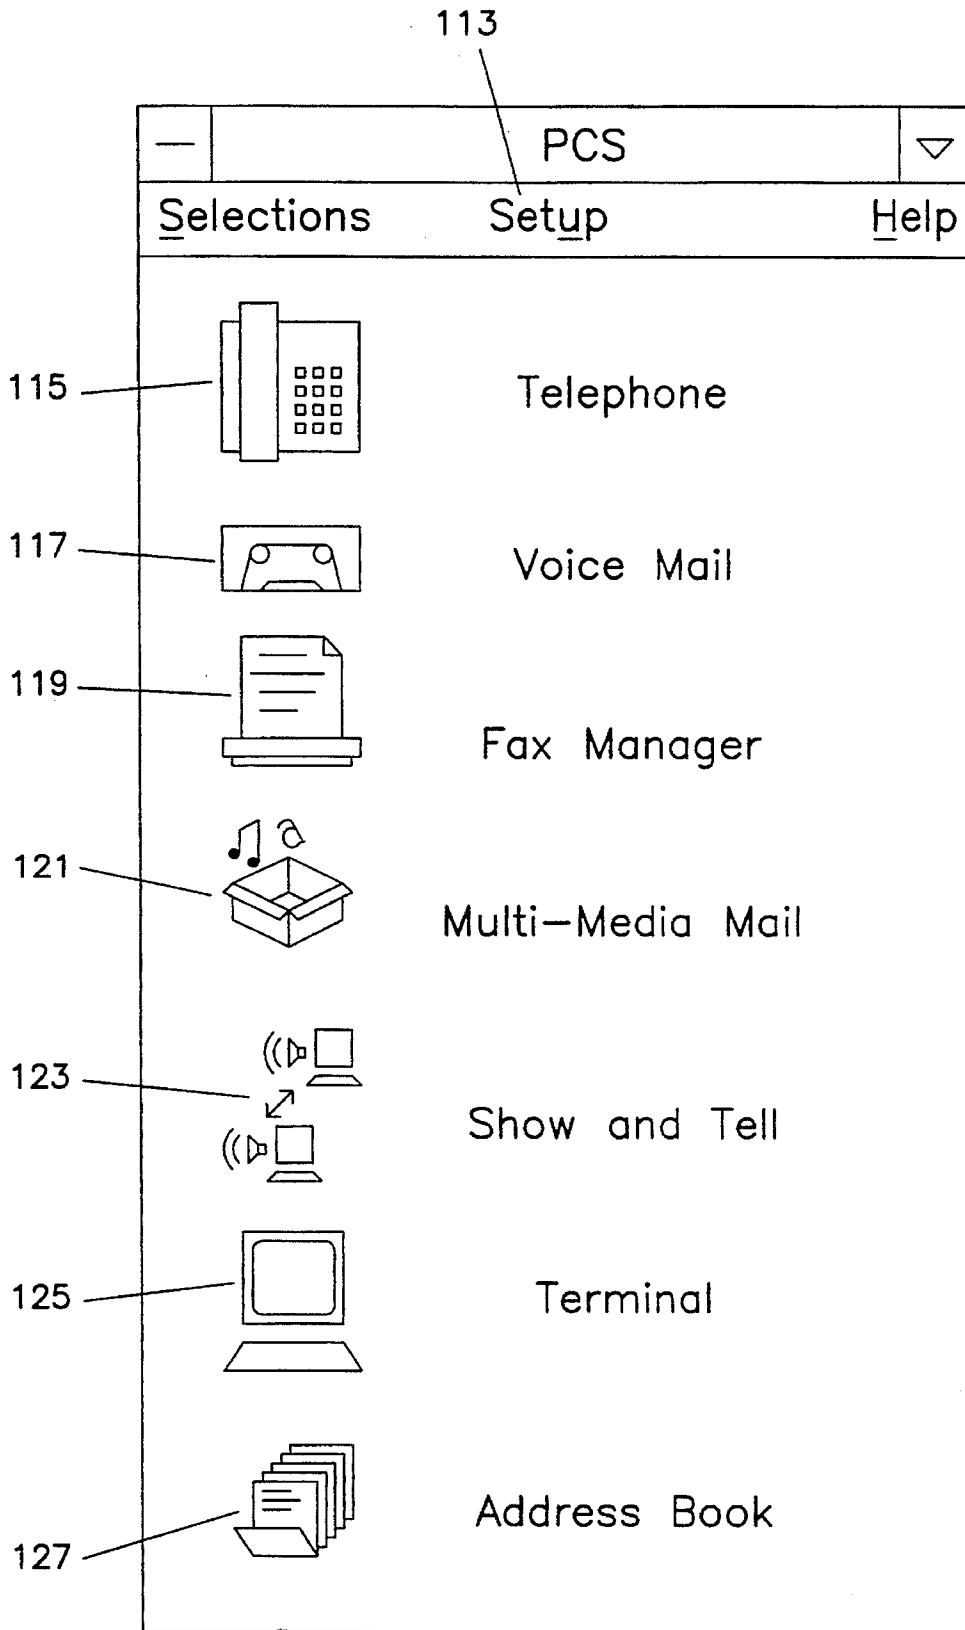 113
PCS
Selections Setup Help
115 Telephone
117 Voice Mail
119 Fax Manager
121 Multi-Media Mail
123 Show and Tell
125 Terminal
127 Address Book